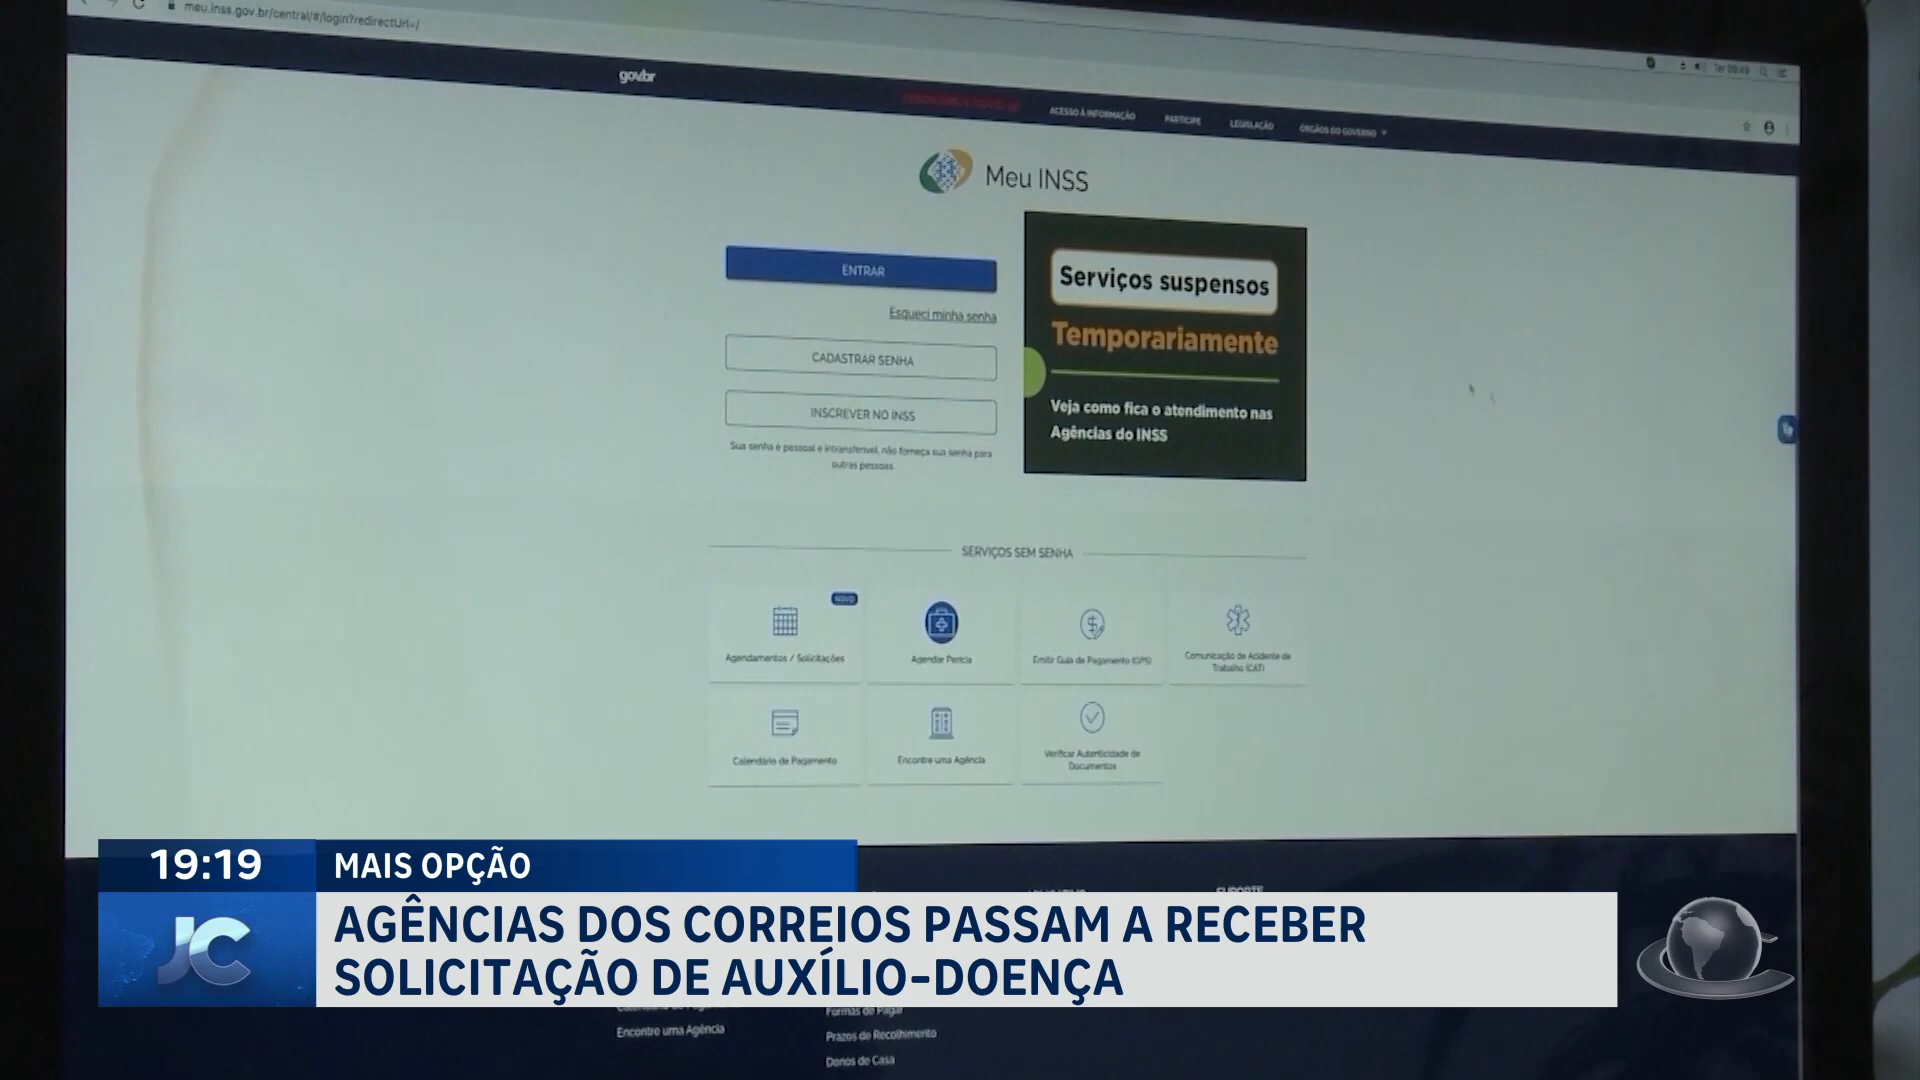 meu.inss.gov.br/central/#/login?redirectUrl=/
gov.br
ACESSO À INFORMAÇÃO
PARTICIPE
LEGISLAÇÃO
ÓRGÃOS DO GOVERNO
Meu INSS
ENTRAR
Esqueci minha senha
CADASTRAR SENHA
INSCREVER NO INSS
Sua senha é pessoal e intransferível, não forneça sua senha para
outras pessoas.
Serviços suspensos
Temporariamente
Veja como fica o atendimento nas
Agências do INSS
SERVIÇOS SEM SENHA
NOVO
Agendamentos / Solicitações
Agendar Perícia
Emitir Guia de Pagamento (GPS)
Comunicação de Acidente de
Trabalho (CAT)
Calendário de Pagamento
Encontre uma Agência
Verificar Autenticidade de
Documentos
19:19
MAIS OPÇÃO
SUPORTE
JC
AGÊNCIAS DOS CORREIOS PASSAM A RECEBER
SOLICITAÇÃO DE AUXÍLIO-DOENÇA
Formas de Pagar
Encontre uma Agência
Prazos de Recolhimento
Donos de Casa